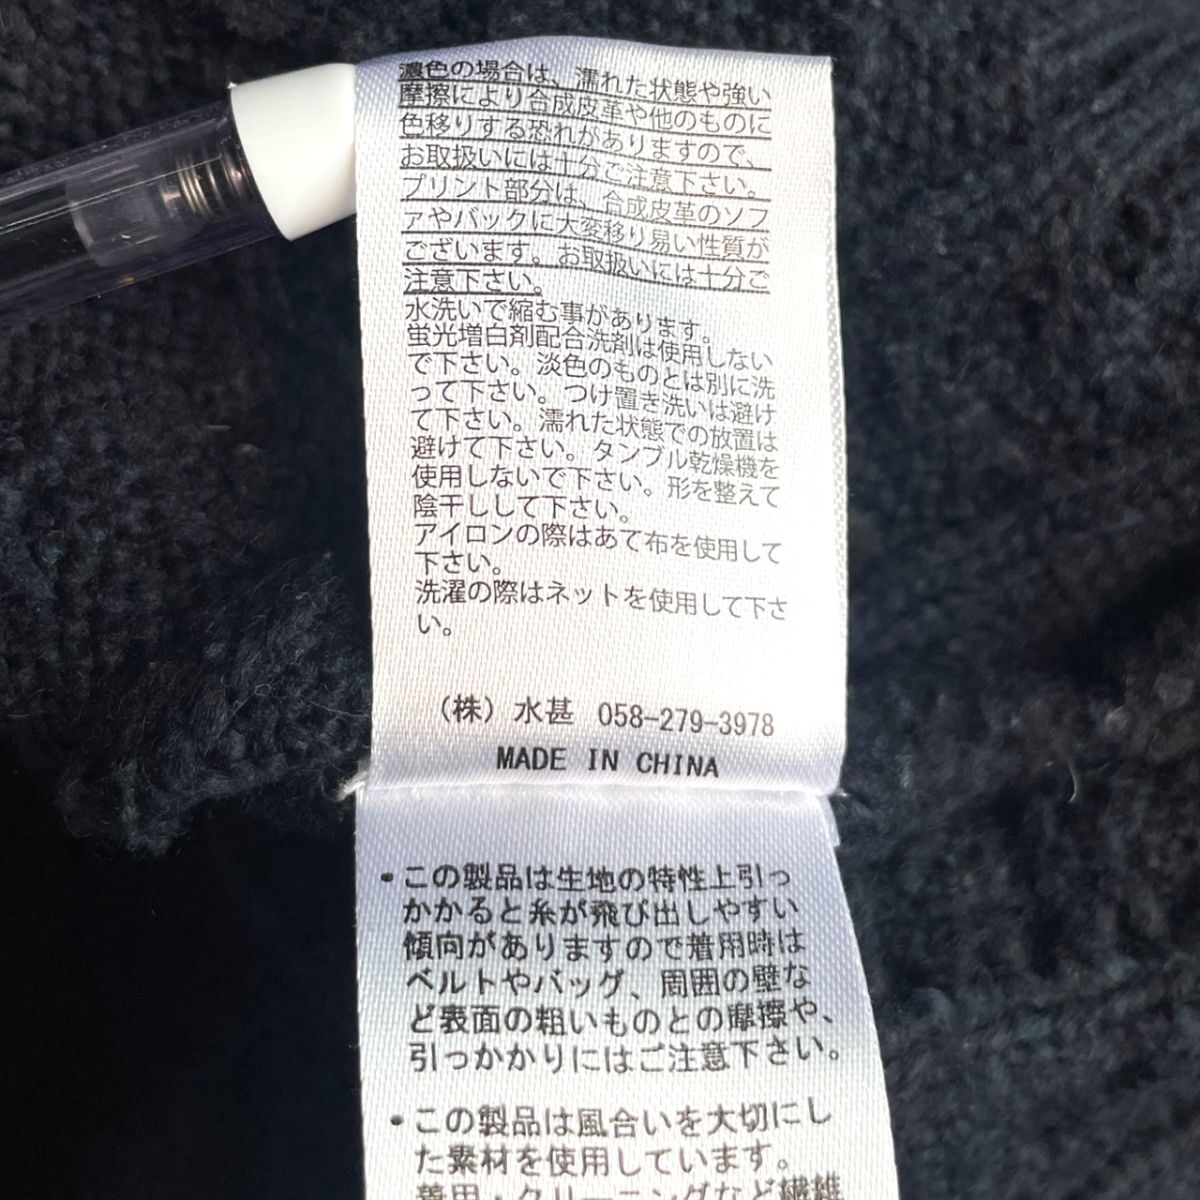 濃色の場合は、濡れた状態や強い
摩擦により合成皮革や他のものに
色移りする恐れがありますので、
お取扱いには十分ご注意下さい。
プリント部分は、合成皮革のソフ
ァやバックに大変移り易い性質が
ございます。お取扱いには十分ご
注意下さい。
水洗いで縮む事があります。
蛍光増白剤配合洗剤は使用しない
で下さい。淡色のものとは別に洗
って下さい。つけ置き洗いは避け
て下さい。濡れた状態での放置は
避けて下さい。タンブル乾燥機を
使用しないで下さい。形を整えて
陰干しして下さい。
アイロンの際はあて布を使用して
下さい。
洗濯の際はネットを使用して下さ
い。
(株)水甚 058-279-3978
MADE IN CHINA
・この製品は生地の特性上引っ
かかると糸が飛び出しやすい
傾向がありますので着用時は
ベルトやバッグ、周囲の壁な
ど表面の粗いものとの摩擦や、
引っかかりにはご注意下さい。
・この製品は風合いを大切にし
た素材を使用しています。
着用・クリーニングなど繊維